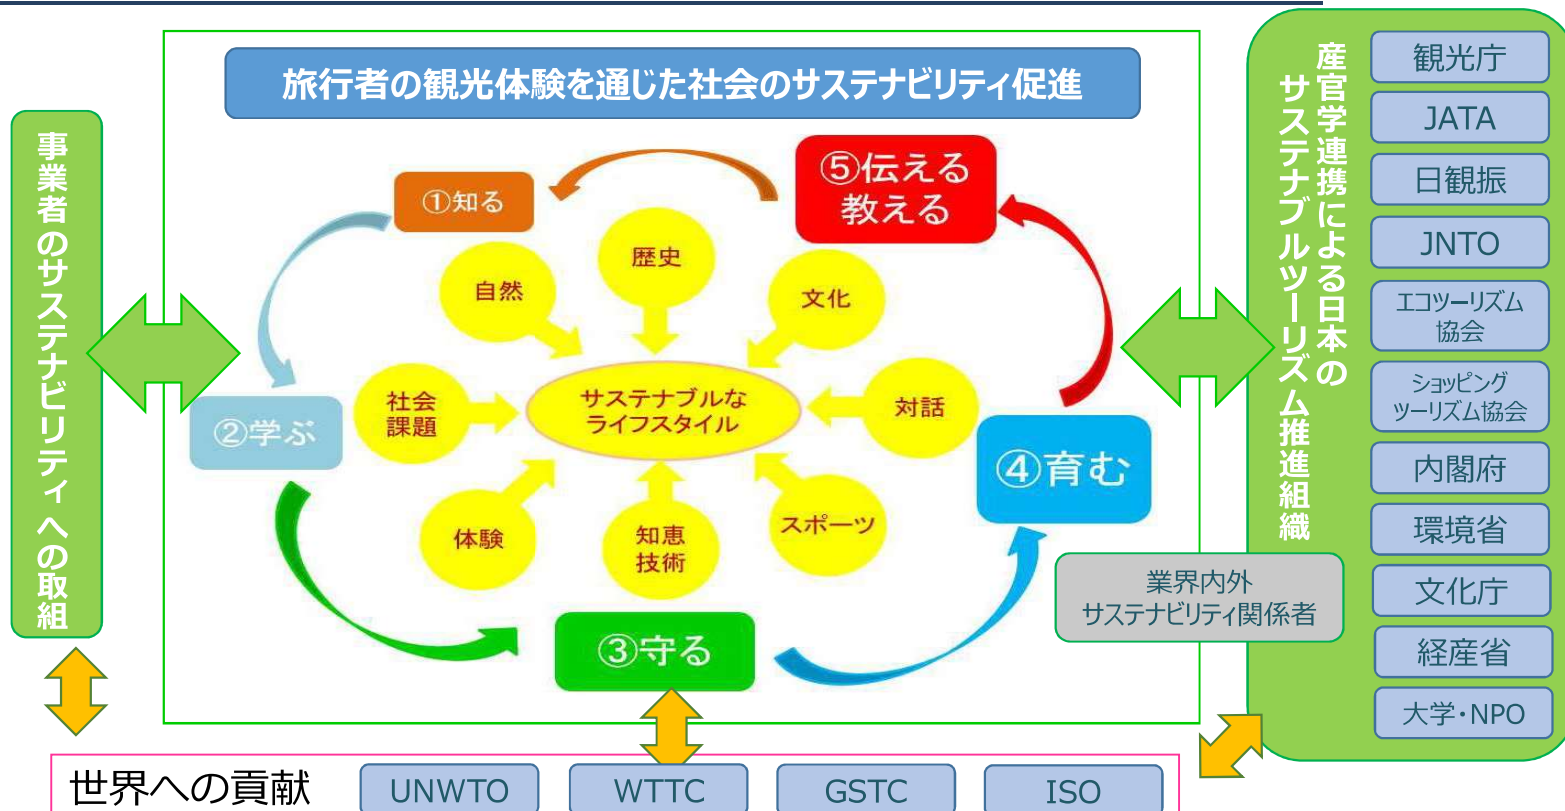 旅行者の観光体験を通じた社会のサステナビリティ促進
事業者のサステナビリティへの取組
①知る
⑤伝える
教える
自然
歴史
文化
社会
課題
サステナブルな
ライフスタイル
対話
②学ぶ
④育む
体験
知恵
技術
スポーツ
③守る
業界内外
サステナビリティ関係者
産官学連携による日本の
サステナブルツーリズム推進組織
観光庁
JATA
日観振
JNTO
エコツーリズム
協会
ショッピング
ツーリズム協会
内閣府
環境省
文化庁
経産省
大学・NPO
世界への貢献
UNWTO
WTTC
GSTC
ISO